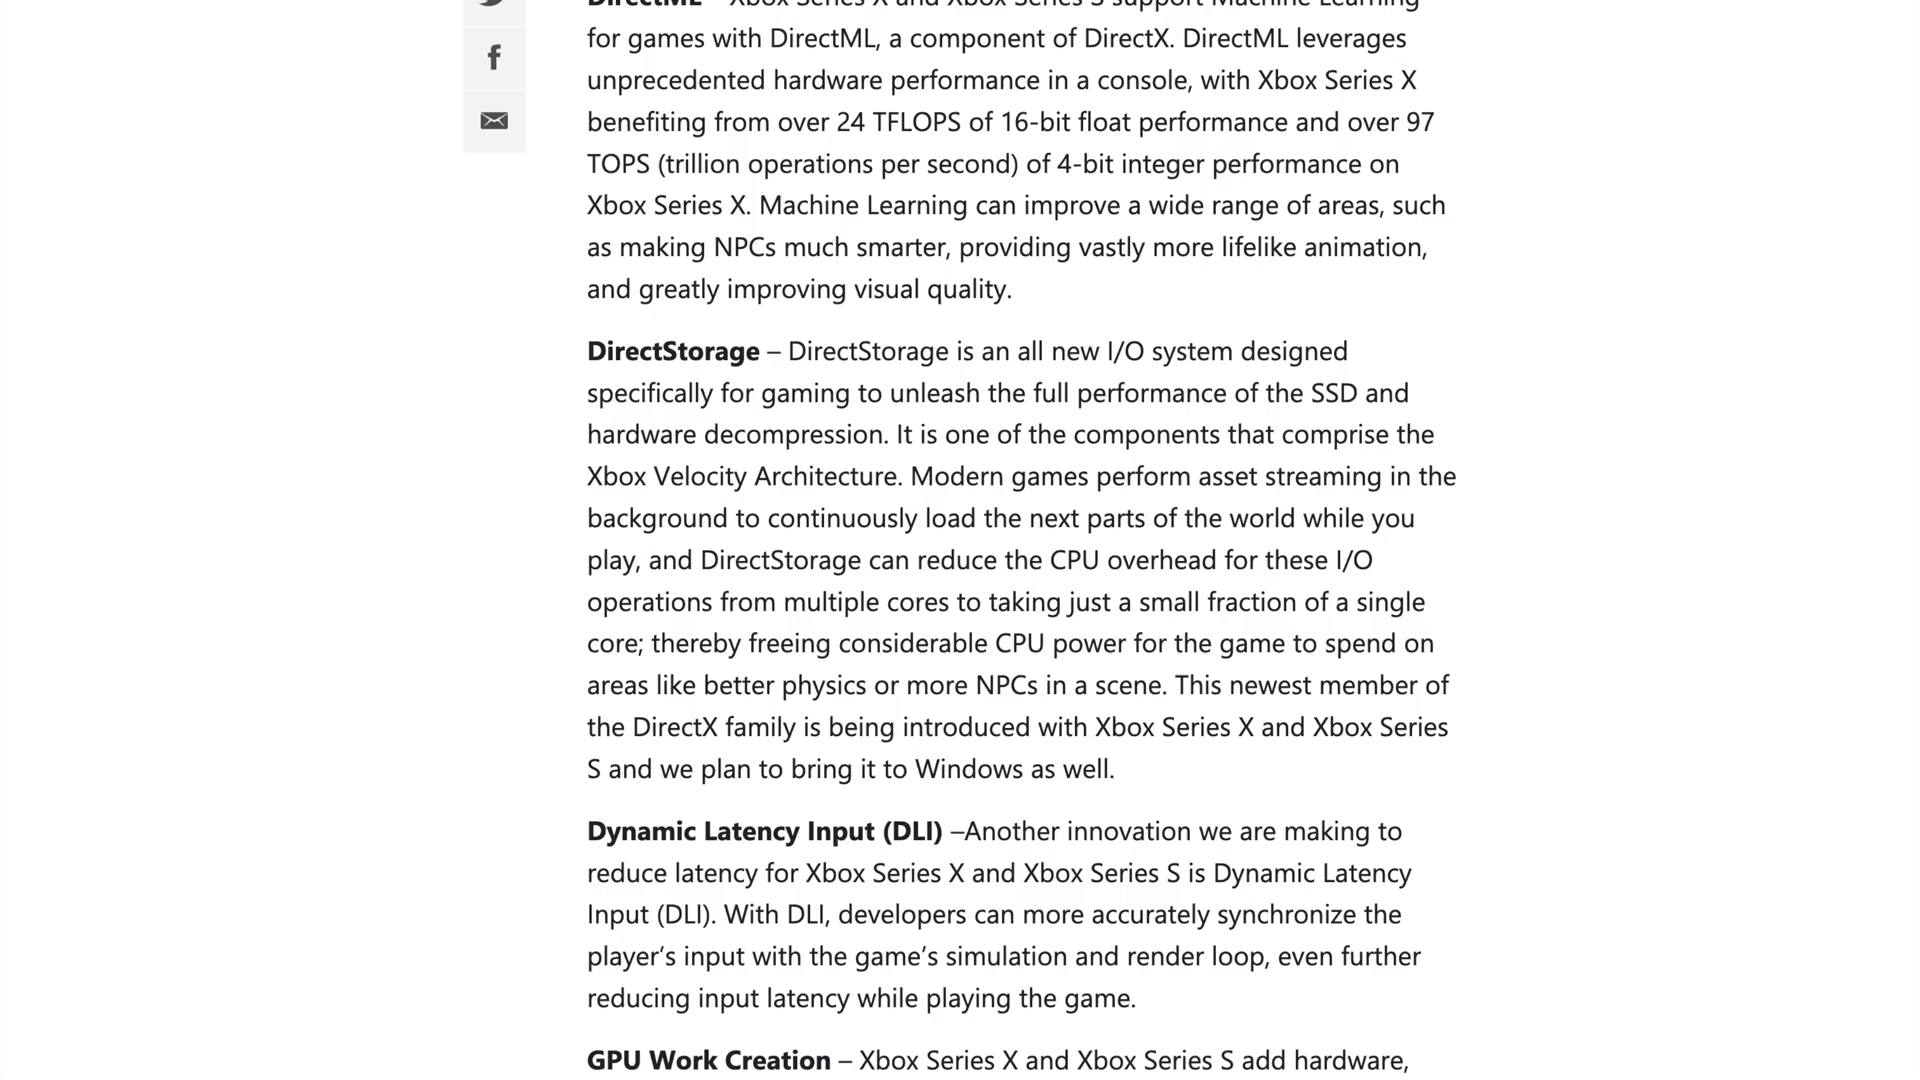 DirectML – Xbox Series X and Xbox Series S support Machine Learning
for games with DirectML, a component of DirectX. DirectML leverages
unprecedented hardware performance in a console, with Xbox Series X
benefiting from over 24 TFLOPS of 16-bit float performance and over 97
TOPS (trillion operations per second) of 4-bit integer performance on
Xbox Series X. Machine Learning can improve a wide range of areas, such
as making NPCs much smarter, providing vastly more lifelike animation,
and greatly improving visual quality.
DirectStorage – DirectStorage is an all new I/O system designed
specifically for gaming to unleash the full performance of the SSD and
hardware decompression. It is one of the components that comprise the
Xbox Velocity Architecture. Modern games perform asset streaming in the
background to continuously load the next parts of the world while you
play, and DirectStorage can reduce the CPU overhead for these I/O
operations from multiple cores to taking just a small fraction of a single
core; thereby freeing considerable CPU power for the game to spend on
areas like better physics or more NPCs in a scene. This newest member of
the DirectX family is being introduced with Xbox Series X and Xbox Series
S and we plan to bring it to Windows as well.
Dynamic Latency Input (DLI) –Another innovation we are making to
reduce latency for Xbox Series X and Xbox Series S is Dynamic Latency
Input (DLI). With DLI, developers can more accurately synchronize the
player’s input with the game’s simulation and render loop, even further
reducing input latency while playing the game.
GPU Work Creation – Xbox Series X and Xbox Series S add hardware,